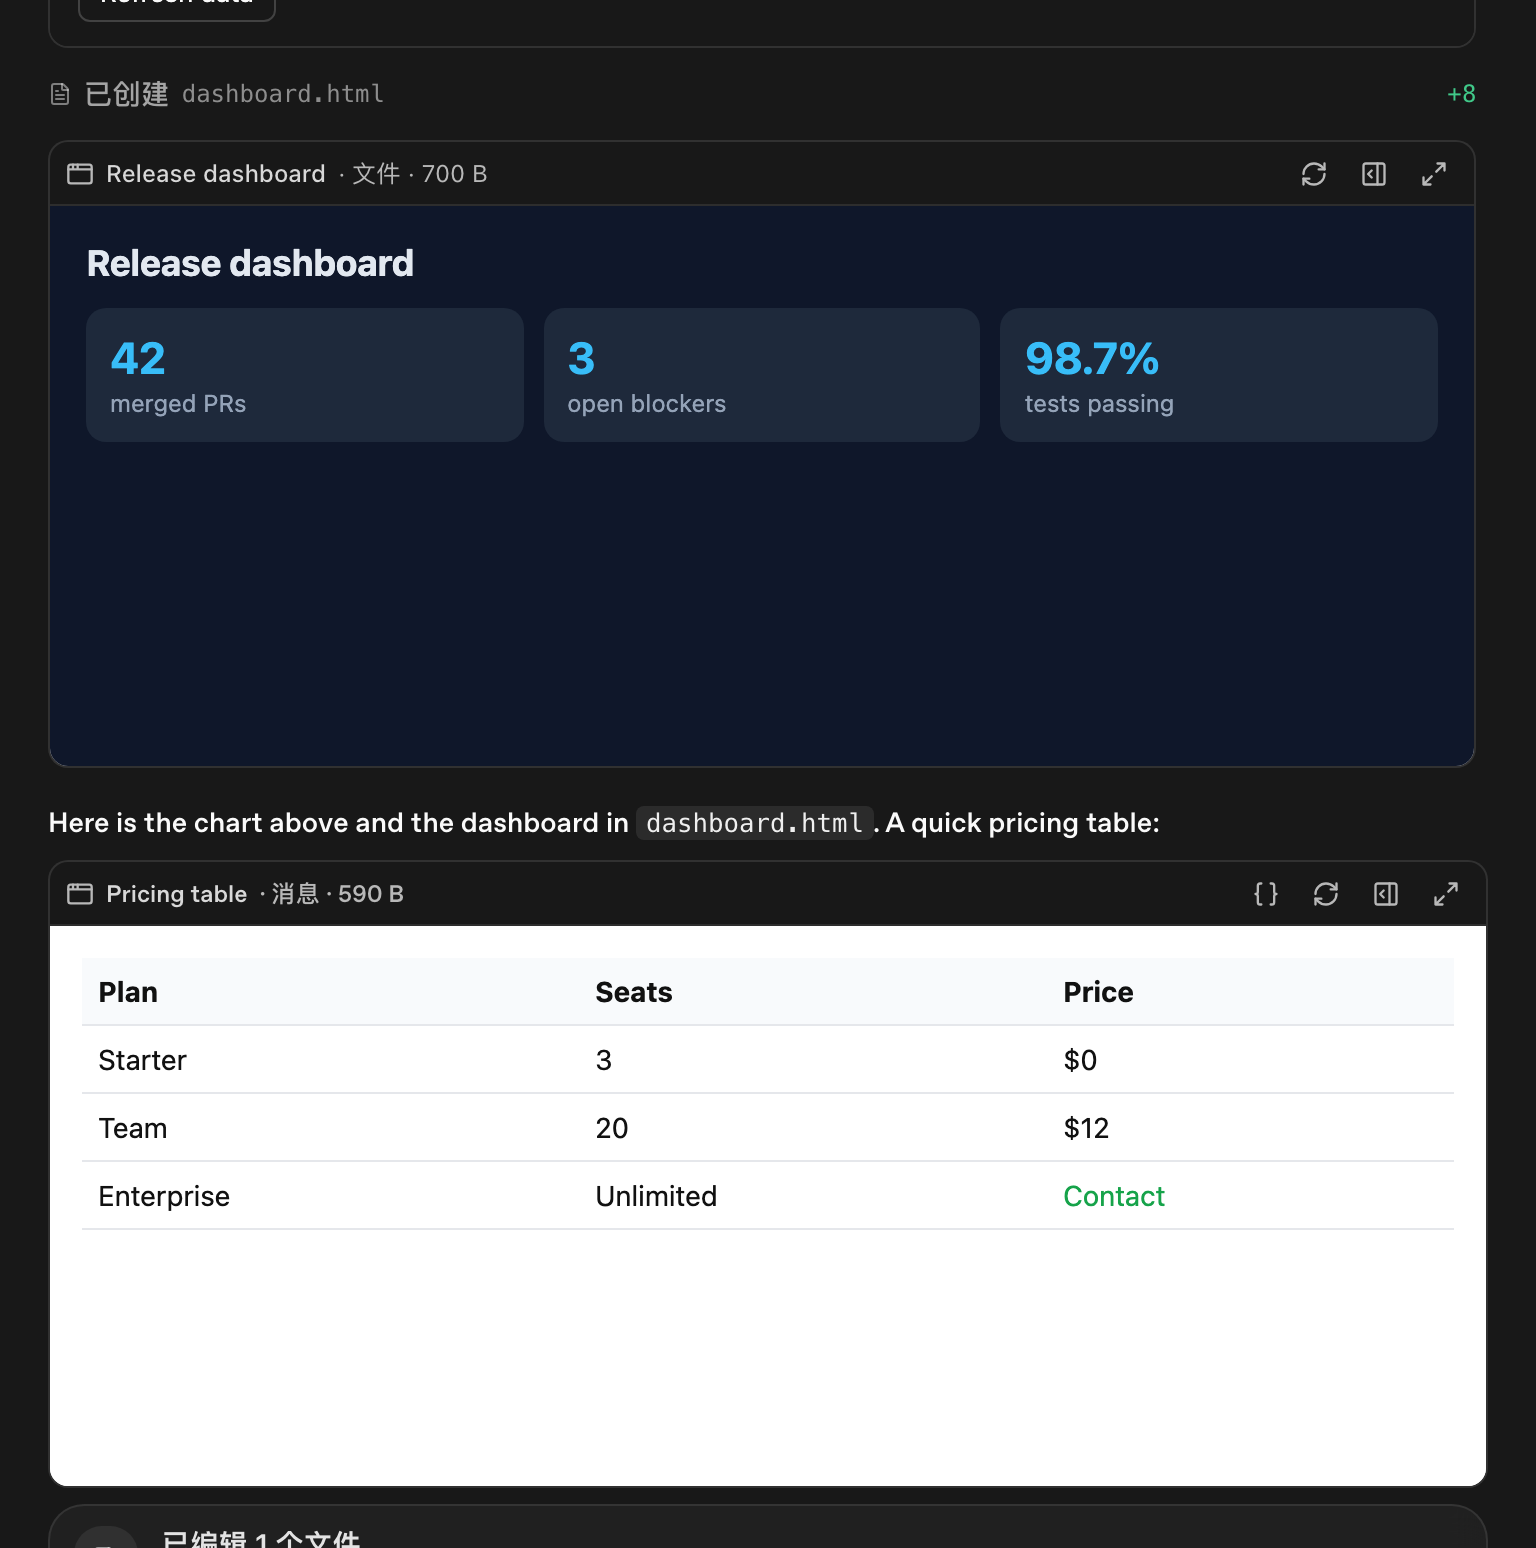 Refresh data
已创建 dashboard.html +8
Release dashboard · 文件 · 700 B
Release dashboard
42 3 98.7%
merged PRs open blockers tests passing
Here is the chart above and the dashboard in dashboard.html. A quick pricing table:
Pricing table · 消息 · 590 B {}
Plan Seats Price
Starter 3 $0
Team 20 $12
Enterprise Unlimited Contact
已编辑 1 个文件